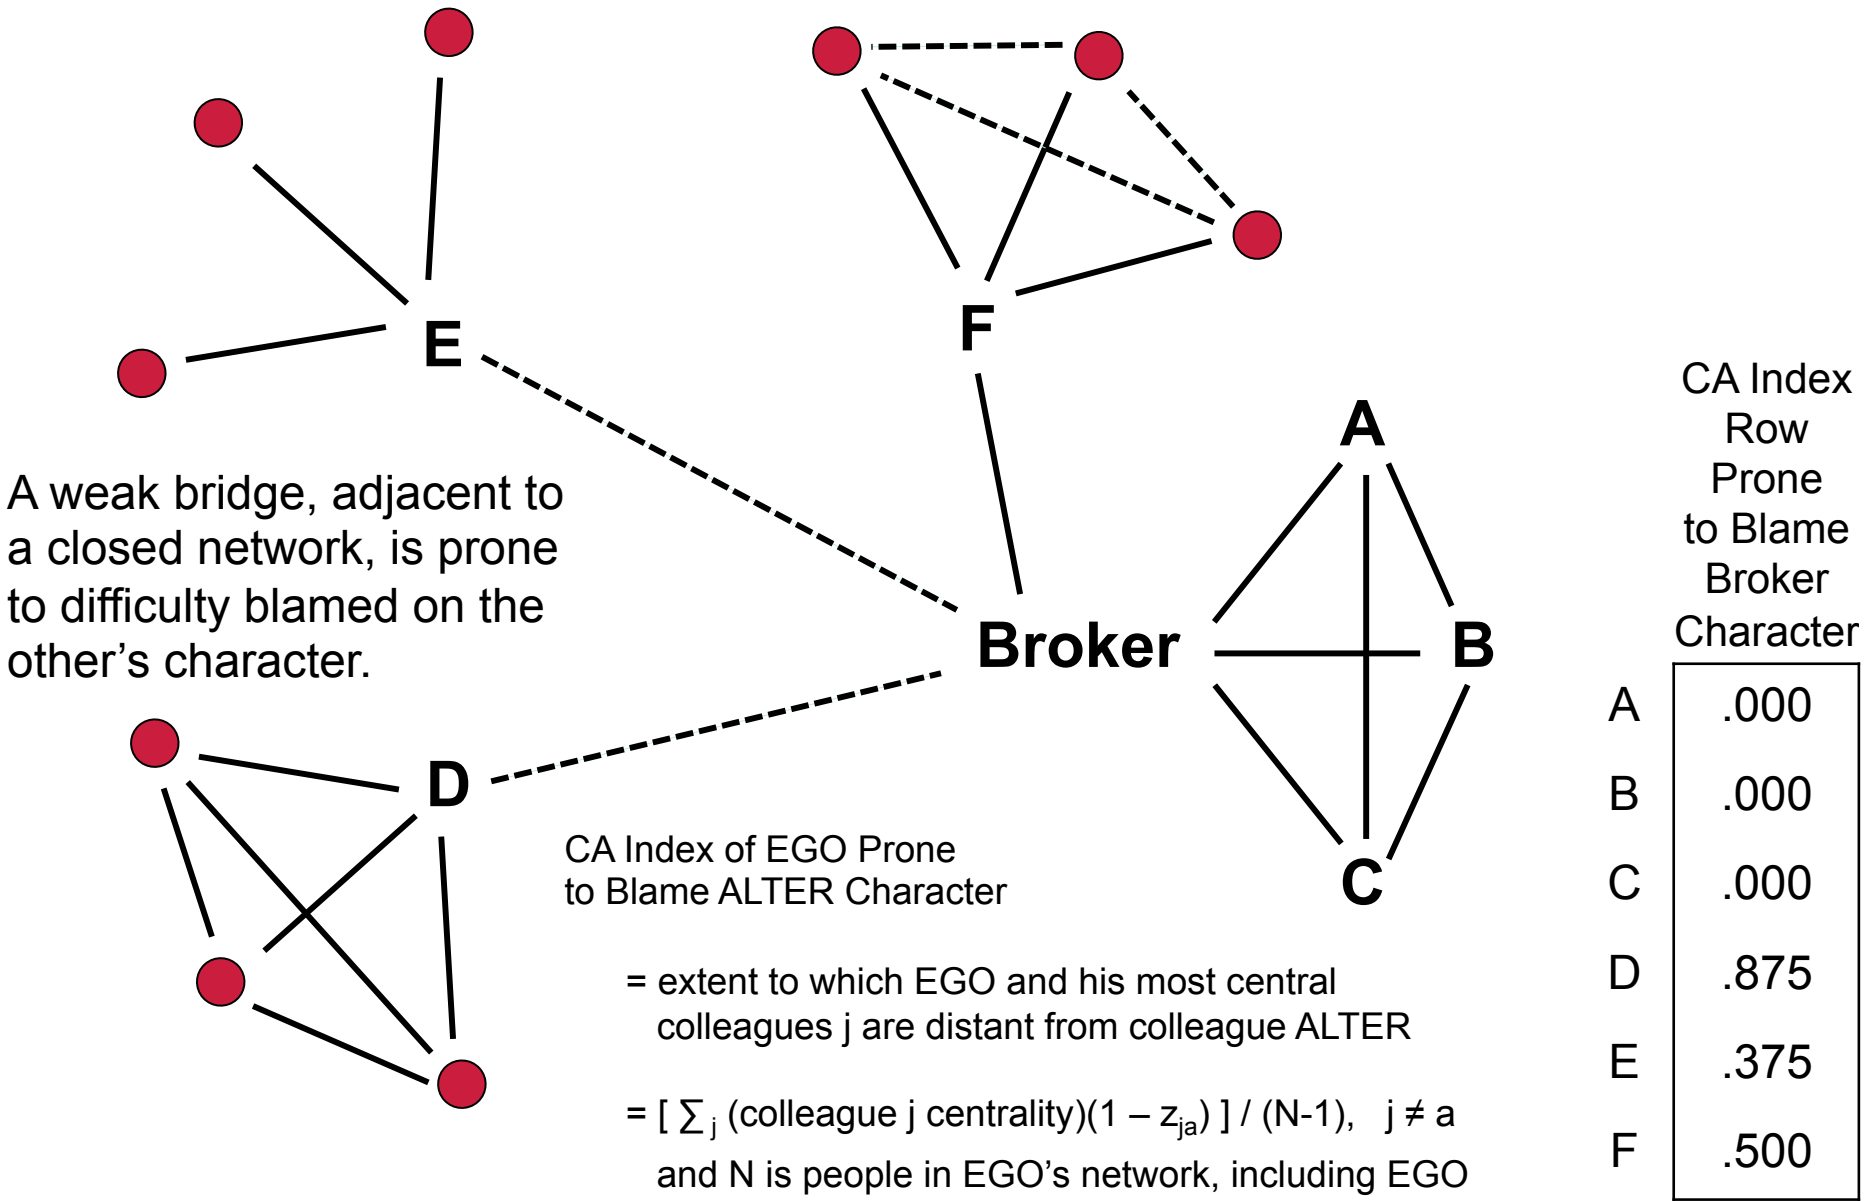 E
F
A
B
C
D
Broker
A weak bridge, adjacent to
a closed network, is prone
to difficulty blamed on the
other’s character.
CA Index of EGO Prone
to Blame ALTER Character
= extent to which EGO and his most central
colleagues j are distant from colleague ALTER
= [ ∑ j (colleague j centrality)(1 – zja) ] / (N-1), j ≠ a
and N is people in EGO’s network, including EGO
CA Index
Row
Prone
to Blame
Broker
Character
A .000
B .000
C .000
D .875
E .375
F .500